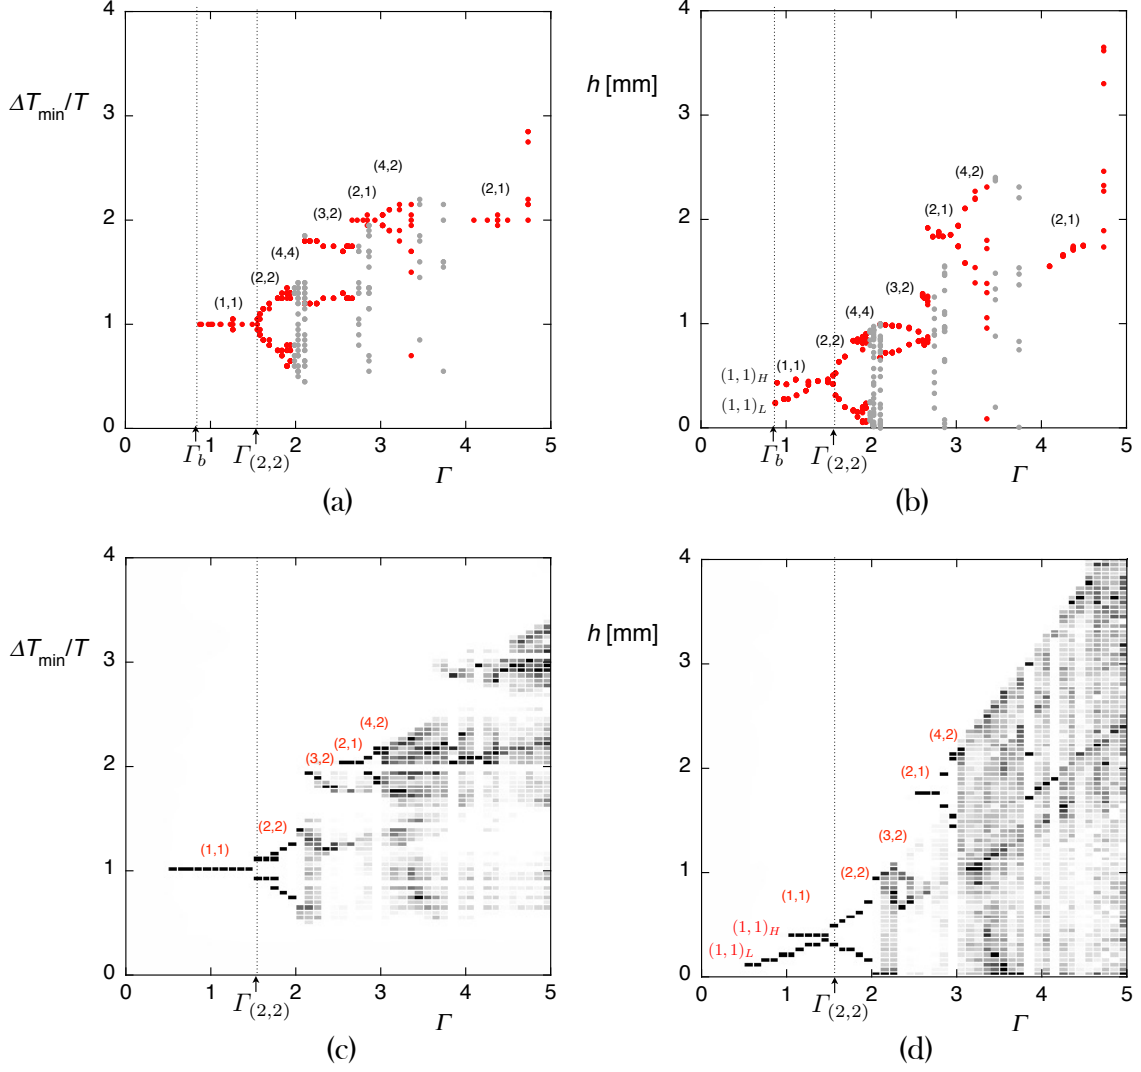 4
3
2
1
0
ΔT_min/T
(1,1)
(2,2)
(4,4)
(3,2)
(2,1)
(4,2)
(2,1)
0 1 2 3 4 5
Γ_b
Γ_(2,2)
Γ
(a)
4
3
2
1
0
h [mm]
(1,1)_H
(1,1)_L
(1,1)
(2,2)
(4,4)
(3,2)
(2,1)
(4,2)
(2,1)
0 1 2 3 4 5
Γ_b
Γ_(2,2)
Γ
(b)
4
3
2
1
0
ΔT_min/T
(1,1)
(2,2)
(3,2)
(2,1)
(4,2)
0 1 2 3 4 5
Γ_(2,2)
Γ
(c)
4
3
2
1
0
h [mm]
(1,1)_H
(1,1)_L
(1,1)
(2,2)
(3,2)
(2,1)
(4,2)
0 1 2 3 4 5
Γ_(2,2)
Γ
(d)